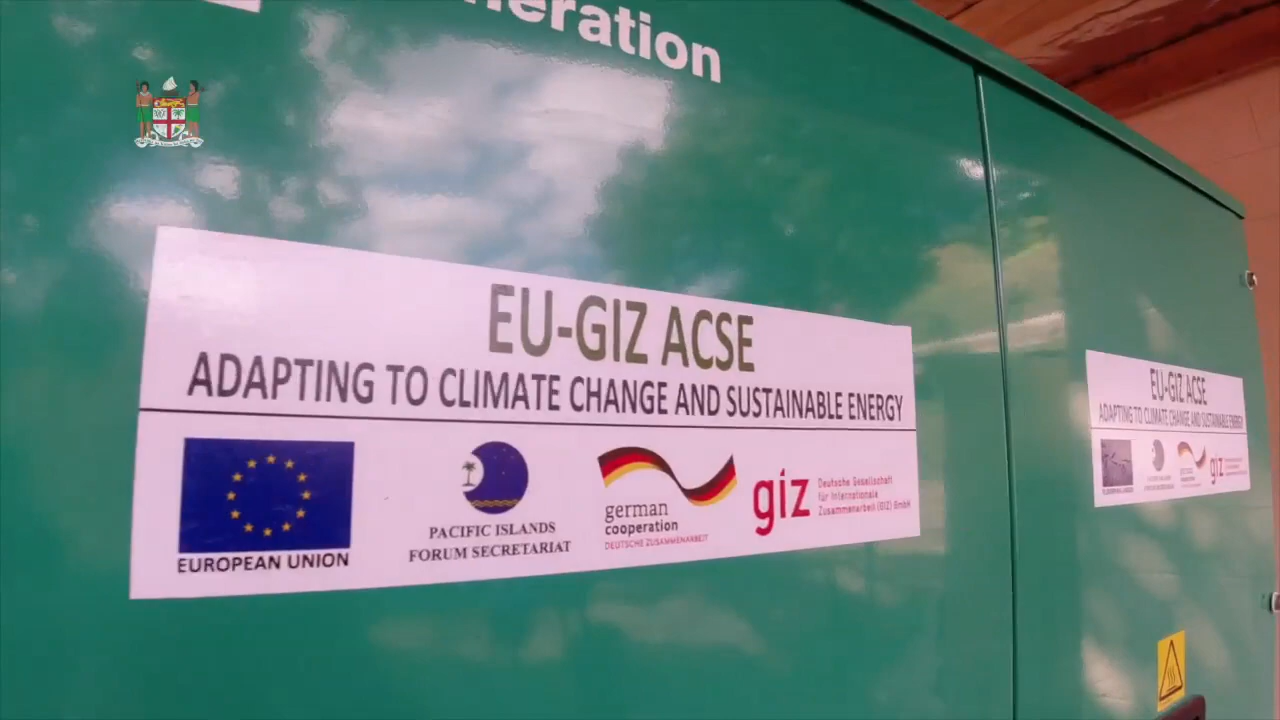 neration
EU-GIZ ACSE
ADAPTING TO CLIMATE CHANGE AND SUSTAINABLE ENERGY
EUROPEAN UNION
PACIFIC ISLANDS
FORUM SECRETARIAT
german
cooperation
DEUTSCHE ZUSAMMENARBEIT
giz
Deutsche Gesellschaft
für Internationale
Zusammenarbeit (GIZ) GmbH
EU-GIZ ACSE
ADAPTING TO CLIMATE CHANGE AND SUSTAINABLE ENERGY
giz